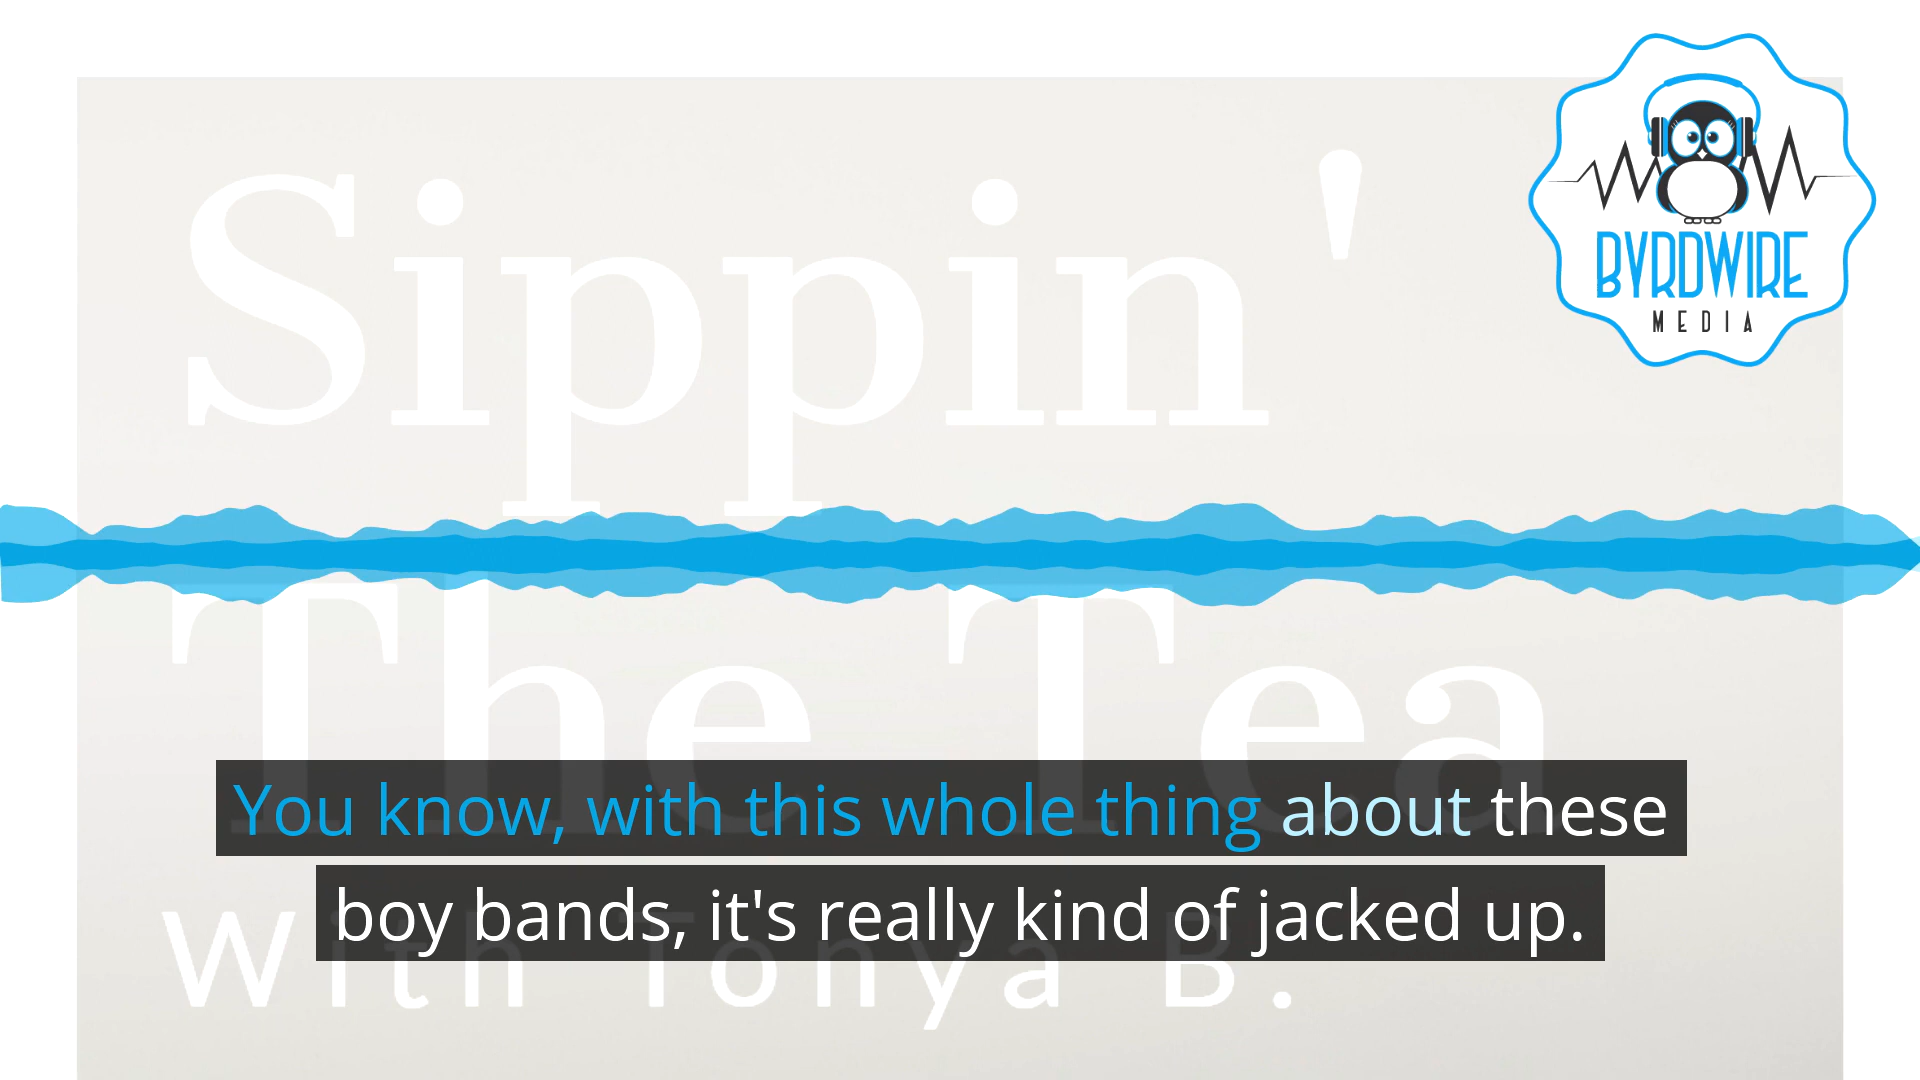 Sippin'
BYRDWIRE
MEDIA
The Tea
You know, with this whole thing about these
boy bands, it's really kind of jacked up.
With Tonya B.